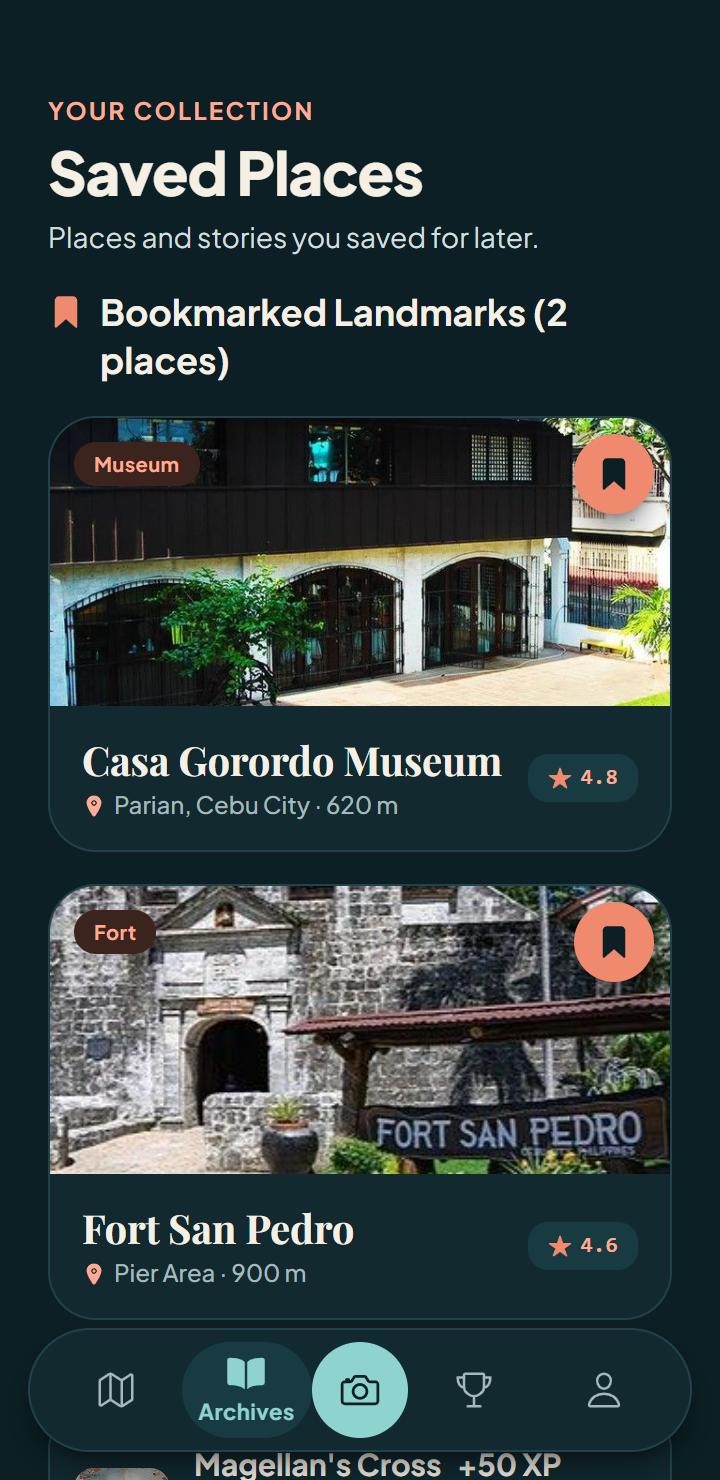 YOUR COLLECTION
Saved Places
Places and stories you saved for later.
Bookmarked Landmarks (2
places)
Museum
Casa Gorordo Museum
4.8
Parian, Cebu City · 620 m
Fort
FORT SAN PEDRO
Fort San Pedro
4.6
Pier Area · 900 m
Archives
Magellan's Cross +50 XP